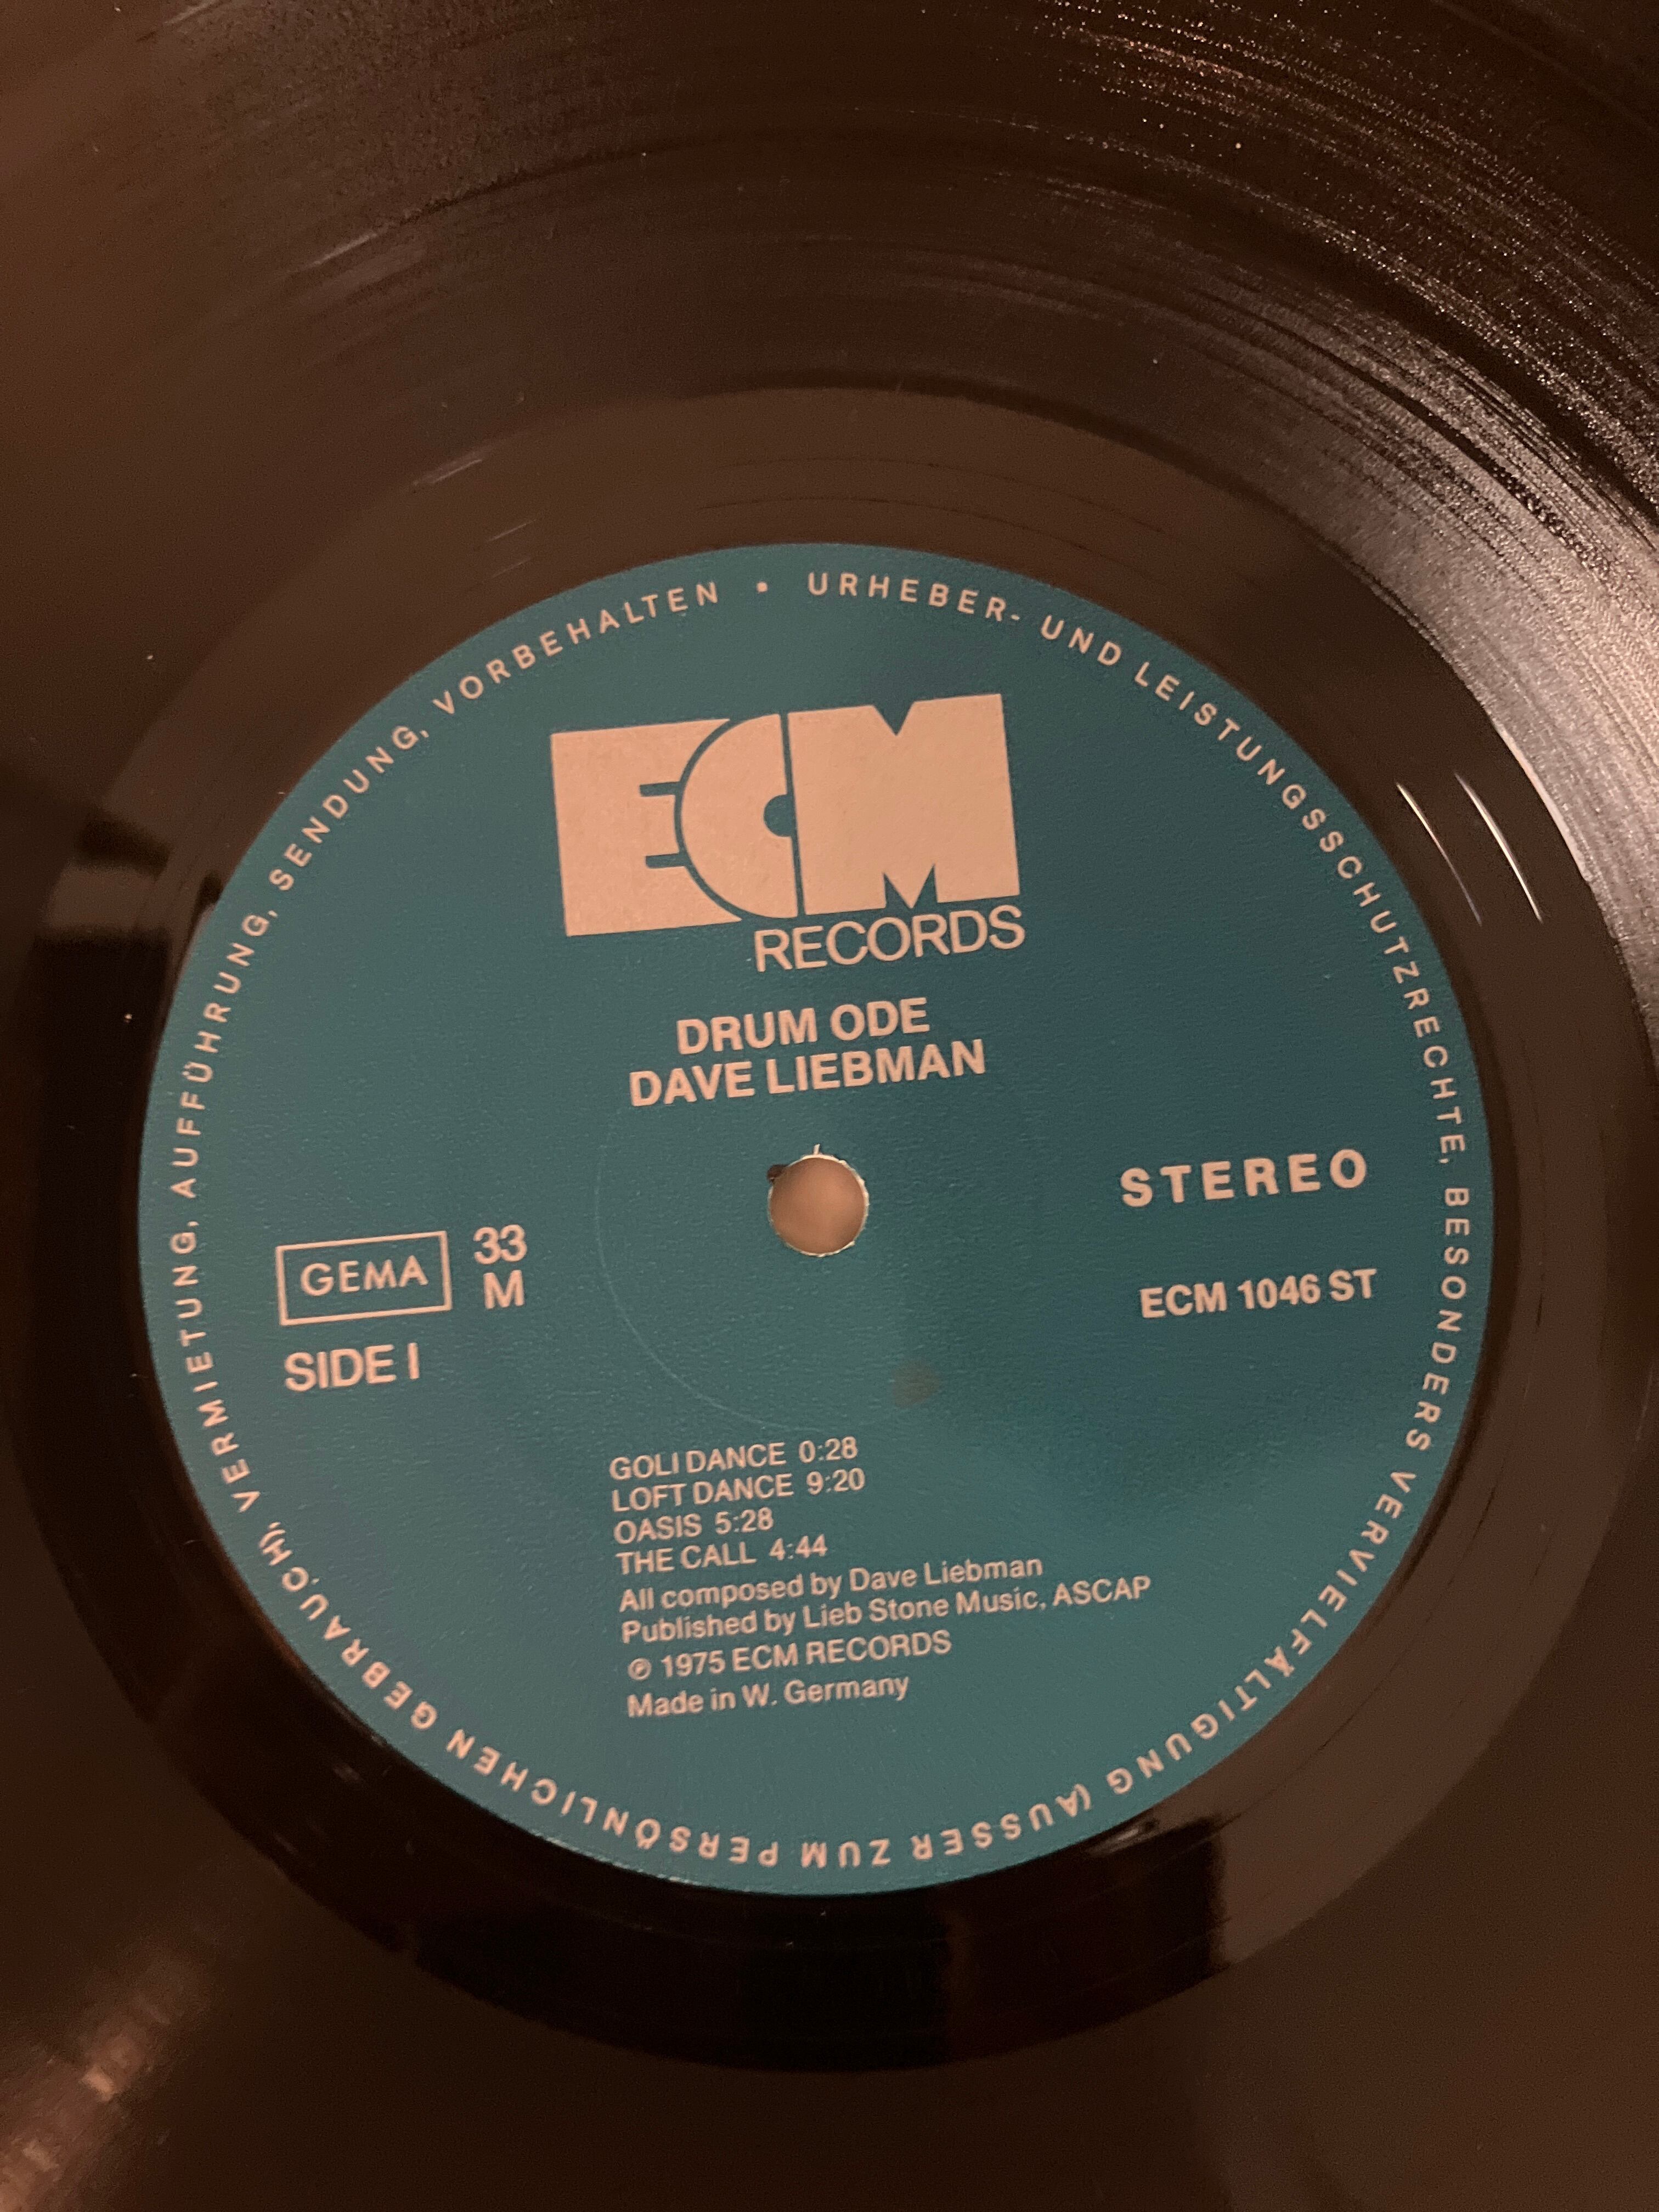 URHEBER- UND LEISTUNGSSCHUTZRECHTE, BESONDERS VERVIELFÄLTIGUNG (AUSSER ZUM PERSÖNLICHEN GEBRAUCH), VERMIETUNG, AUFFÜHRUNG, SENDUNG, VORBEHALTEN •
ECM
RECORDS
DRUM ODE
DAVE LIEBMAN
STEREO
GEMA
33
M
ECM 1046 ST
SIDE I
GOLI DANCE 0:28
LOFT DANCE 9:20
OASIS 5:28
THE CALL 4:44
All composed by Dave Liebman
Published by Lieb Stone Music, ASCAP
℗ 1975 ECM RECORDS
Made in W. Germany